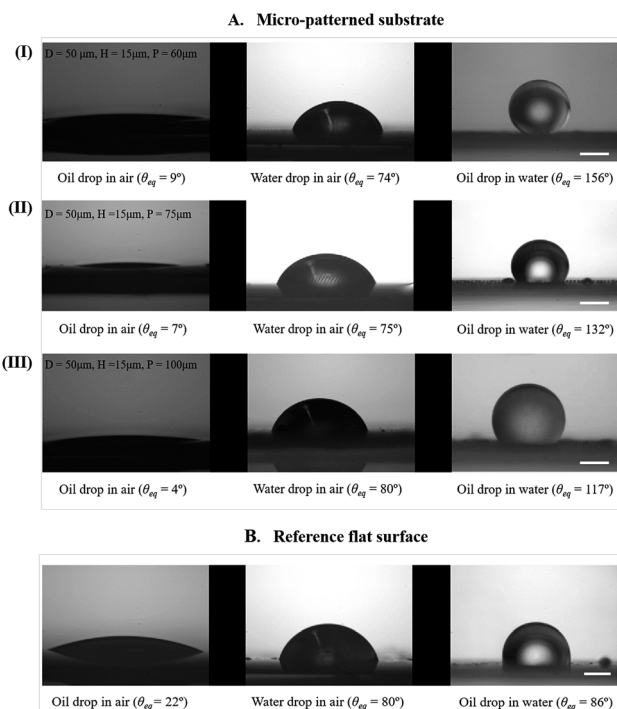 A. Micro-patterned substrate
(I)
D = 50 μm, H = 15μm, P = 60μm
Oil drop in air (θeq = 9º)
Water drop in air (θeq = 74º)
Oil drop in water (θeq = 156º)
(II)
D = 50μm, H =15μm, P = 75μm
Oil drop in air (θeq = 7º)
Water drop in air (θeq = 75º)
Oil drop in water (θeq = 132º)
(III)
D = 50μm, H =15μm, P = 100μm
Oil drop in air (θeq = 4º)
Water drop in air (θeq = 80º)
Oil drop in water (θeq = 117º)
B. Reference flat surface
Oil drop in air (θeq = 22º)
Water drop in air (θeq = 80º)
Oil drop in water (θeq = 86º)